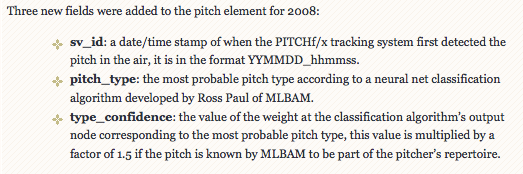 Three new fields were added to the pitch element for 2008:
sv_id: a date/time stamp of when the PITCHf/x tracking system first detected the
pitch in the air, it is in the format YYMMDD_hhmmss.
pitch_type: the most probable pitch type according to a neural net classification
algorithm developed by Ross Paul of MLBAM.
type_confidence: the value of the weight at the classification algorithm's output
node corresponding to the most probable pitch type, this value is multiplied by a
factor of 1.5 if the pitch is known by MLBAM to be part of the pitcher's repertoire.